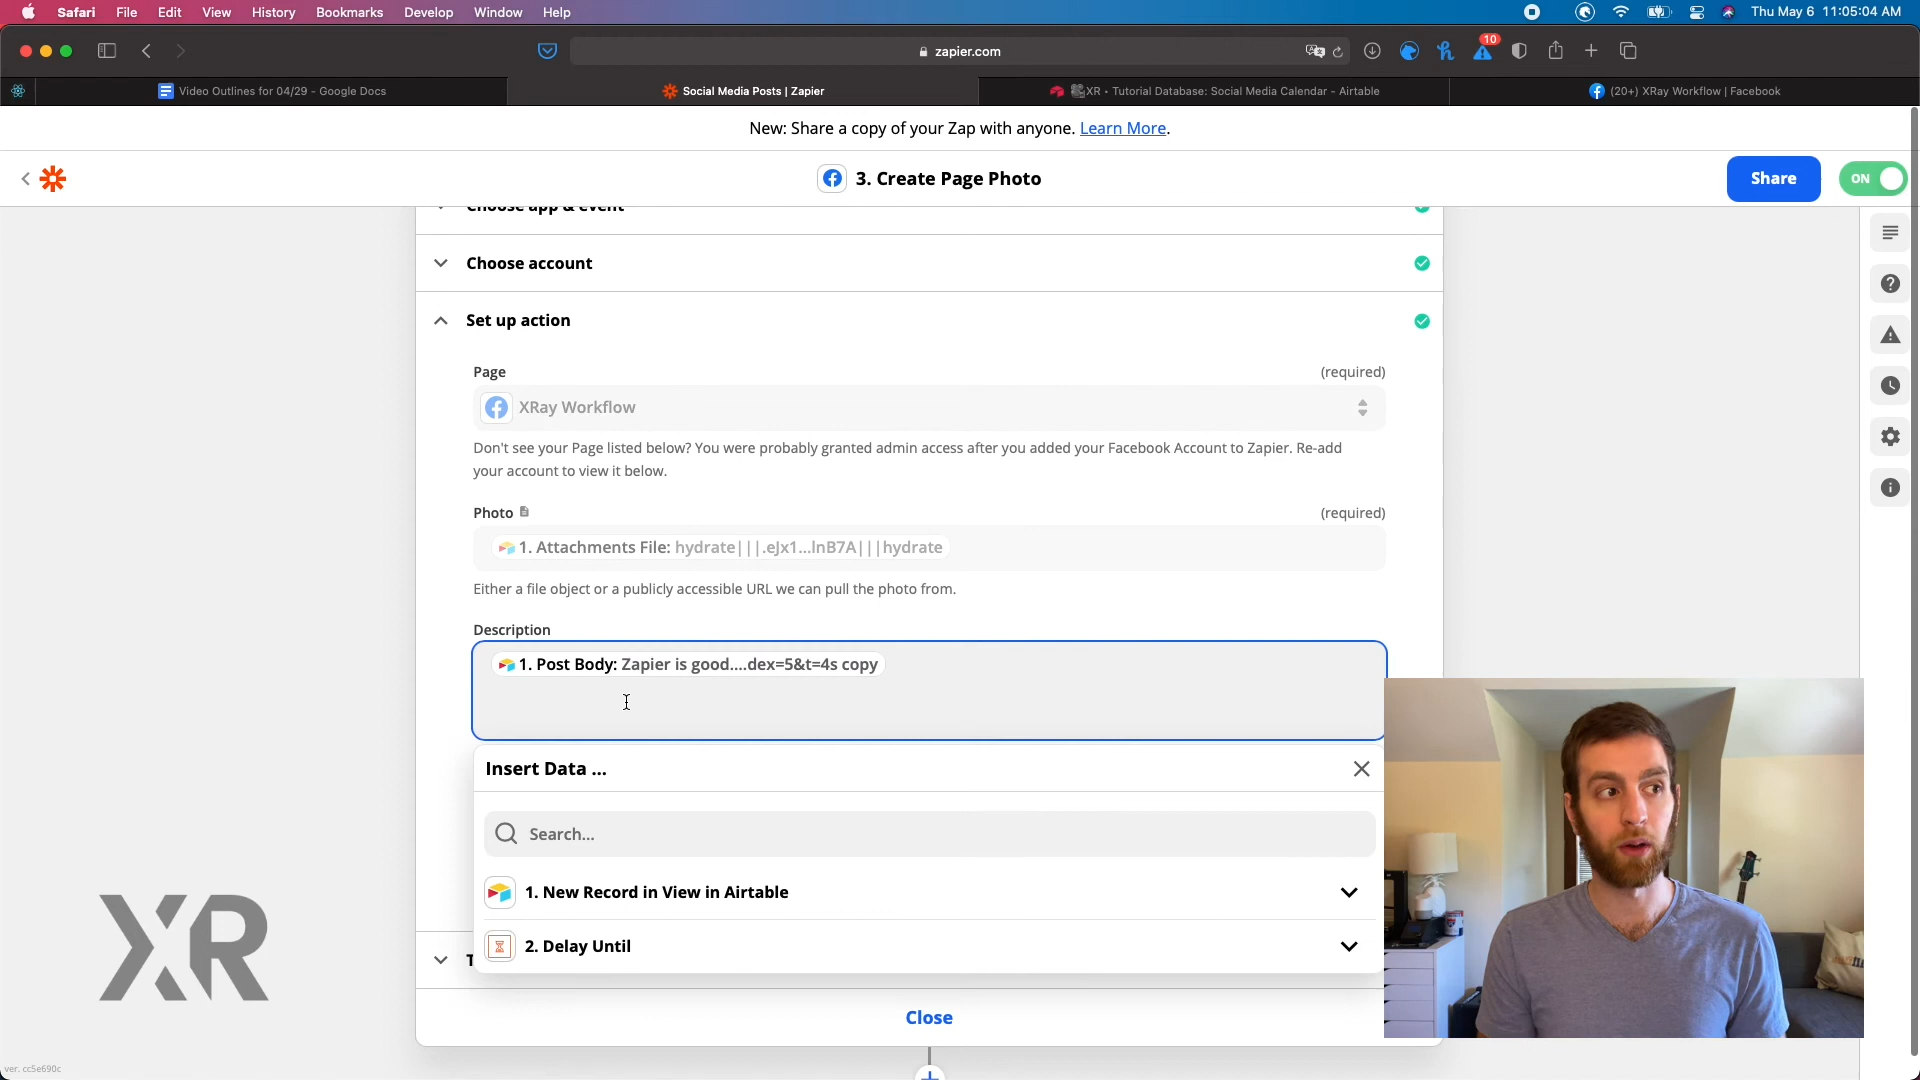 Safari File Edit View History Bookmarks Develop Window Help Thu May 6 11:05:04 AM
zapier.com 10
Video Outlines for 04/29 - Google Docs
Social Media Posts | Zapier
XR • Tutorial Database: Social Media Calendar - Airtable
(20+) XRay Workflow | Facebook
New: Share a copy of your Zap with anyone. Learn More.
3. Create Page Photo
Share
ON
Choose app & event
Choose account
Set up action
Page (required)
XRay Workflow
Don't see your Page listed below? You were probably granted admin access after you added your Facebook Account to Zapier. Re-add
your account to view it below.
Photo (required)
1. Attachments File: hydrate|||.eJx1...lnB7A|||hydrate
Either a file object or a publicly accessible URL we can pull the photo from.
Description
1. Post Body: Zapier is good....dex=5&t=4s copy
Insert Data ...
Search...
1. New Record in View in Airtable
2. Delay Until
T
Close
XR
ver. cc5e690c